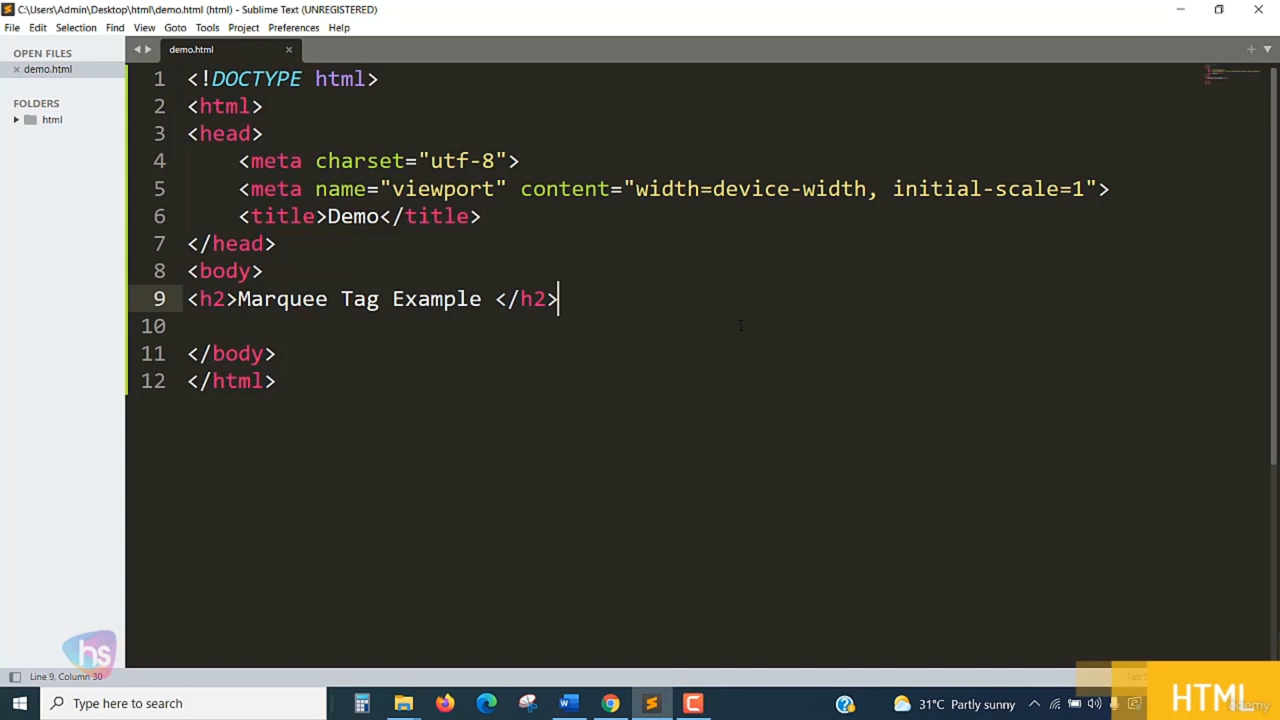 C:\Users\Admin\Desktop\html\demo.html (html) - Sublime Text (UNREGISTERED)
File Edit Selection Find View Goto Tools Project Preferences Help
OPEN FILES
demo.html
FOLDERS
html
demo.html
1 <!DOCTYPE html>
2 <html>
3 <head>
4 <meta charset="utf-8">
5 <meta name="viewport" content="width=device-width, initial-scale=1">
6 <title>Demo</title>
7 </head>
8 <body>
9 <h2>Marquee Tag Example </h2>
10
11 </body>
12 </html>
hs
Line 9, Column 30
Type here to search
31°C Partly sunny
HTML
Udemy